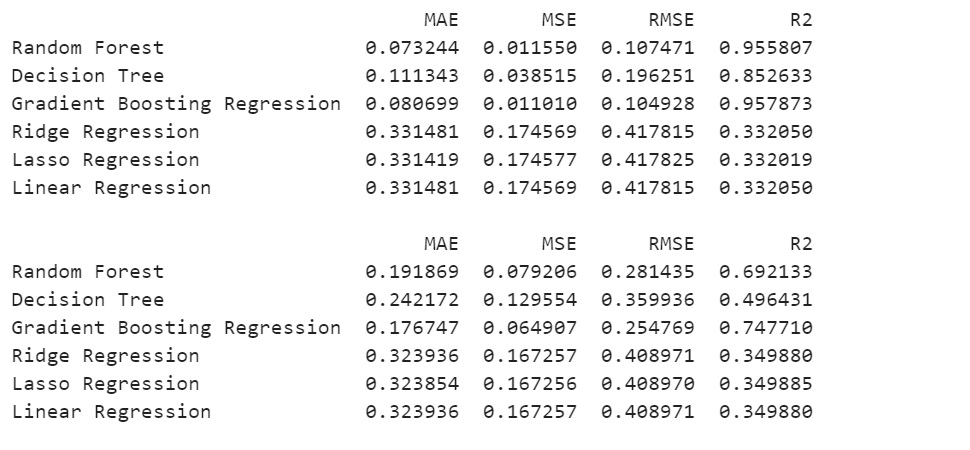 MAE MSE RMSE R2
Random Forest 0.073244 0.011550 0.107471 0.955807
Decision Tree 0.111343 0.038515 0.196251 0.852633
Gradient Boosting Regression 0.080699 0.011010 0.104928 0.957873
Ridge Regression 0.331481 0.174569 0.417815 0.332050
Lasso Regression 0.331419 0.174577 0.417825 0.332019
Linear Regression 0.331481 0.174569 0.417815 0.332050
MAE MSE RMSE R2
Random Forest 0.191869 0.079206 0.281435 0.692133
Decision Tree 0.242172 0.129554 0.359936 0.496431
Gradient Boosting Regression 0.176747 0.064907 0.254769 0.747710
Ridge Regression 0.323936 0.167257 0.408971 0.349880
Lasso Regression 0.323854 0.167256 0.408970 0.349885
Linear Regression 0.323936 0.167257 0.408971 0.349880